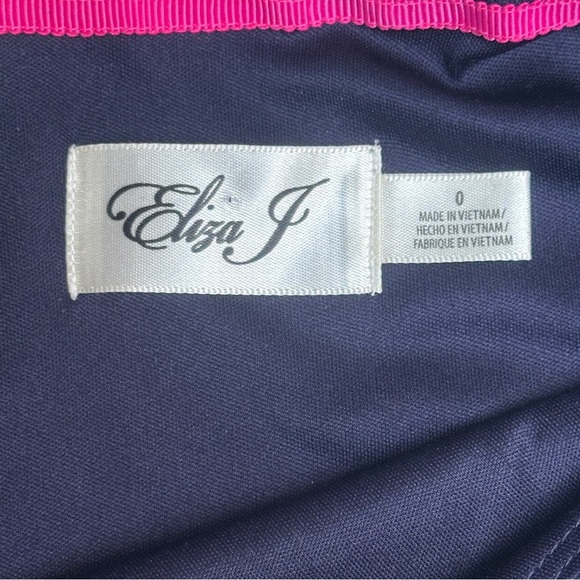 Eliza J
0
MADE IN VIETNAM/
HECHO EN VIETNAM/
FABRIQUE EN VIETNAM